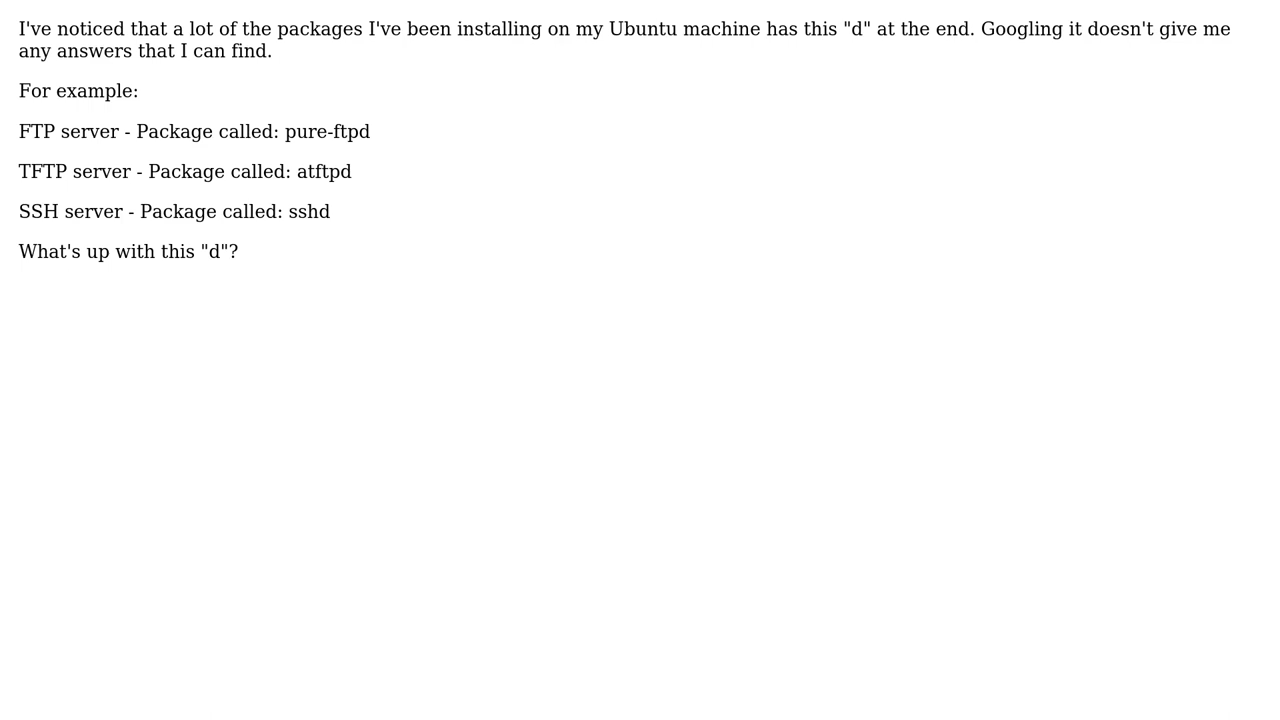 I've noticed that a lot of the packages I've been installing on my Ubuntu machine has this "d" at the end. Googling it doesn't give me
any answers that I can find.
For example:
FTP server - Package called: pure-ftpd
TFTP server - Package called: atftpd
SSH server - Package called: sshd
What's up with this "d"?